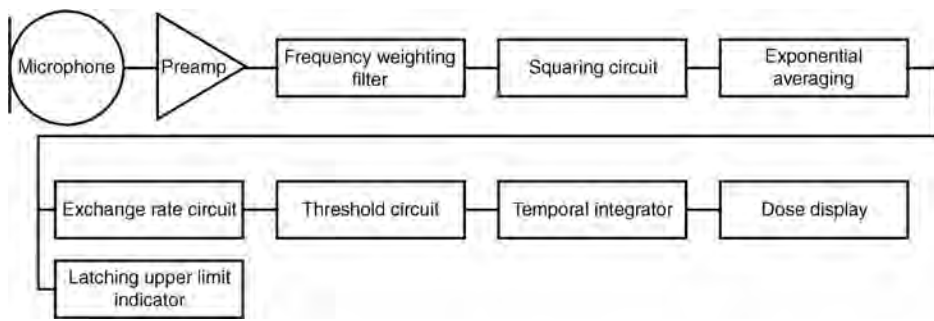 Microphone
Preamp
Frequency weighting
filter
Squaring circuit
Exponential
averaging
Exchange rate circuit
Threshold circuit
Temporal integrator
Dose display
Latching upper limit
indicator